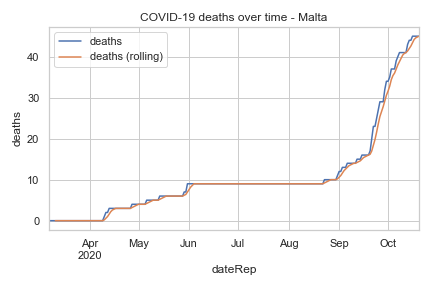 COVID-19 deaths over time - Malta
deaths
deaths (rolling)
deaths
40
30
20
10
0
Apr
2020
May
Jun
Jul
Aug
Sep
Oct
dateRep